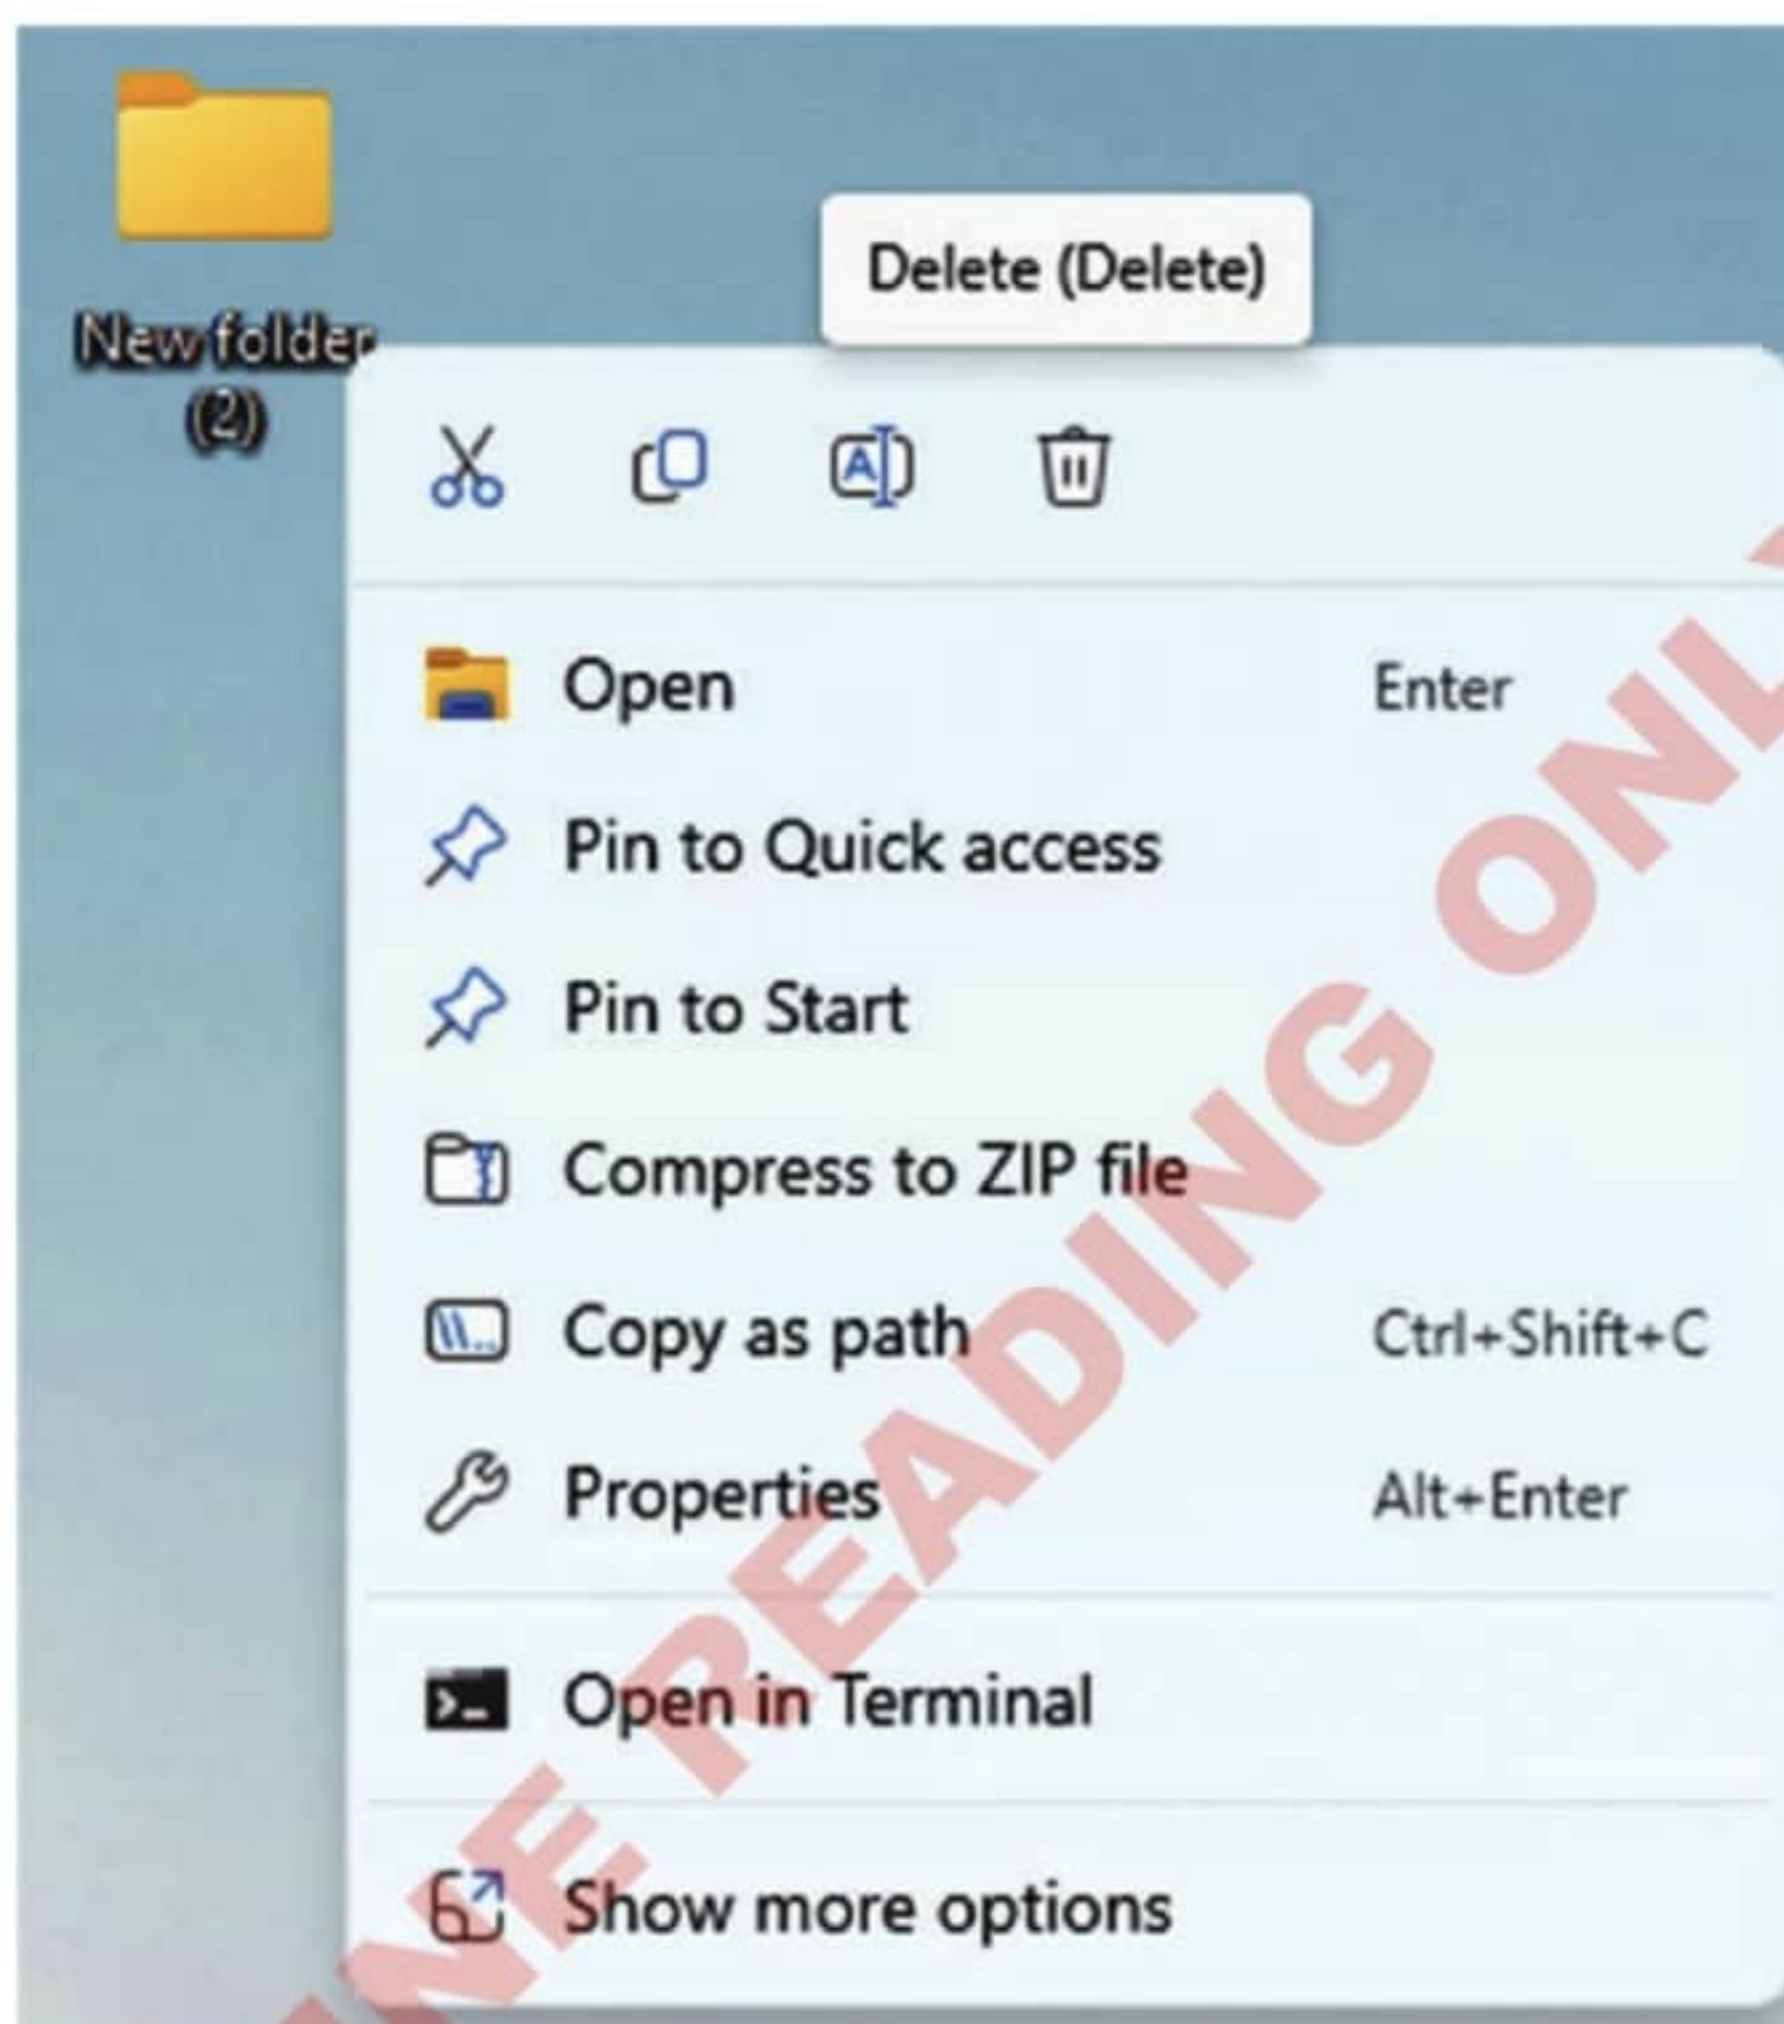 New folder
(2)
Delete (Delete)
Open Enter
Pin to Quick access
Pin to Start
Compress to ZIP file
Copy as path Ctrl+Shift+C
Properties Alt+Enter
Open in Terminal
Show more options
READING